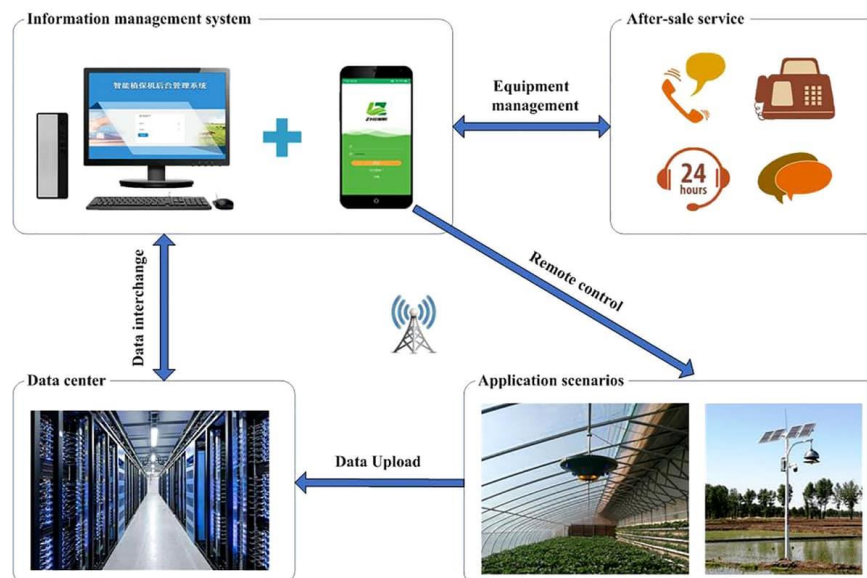 Information management system
After-sale service
智能植保机后台管理系统
Equipment
management
24
hours
Data interchange
Remote control
Data center
Application scenarios
Data Upload